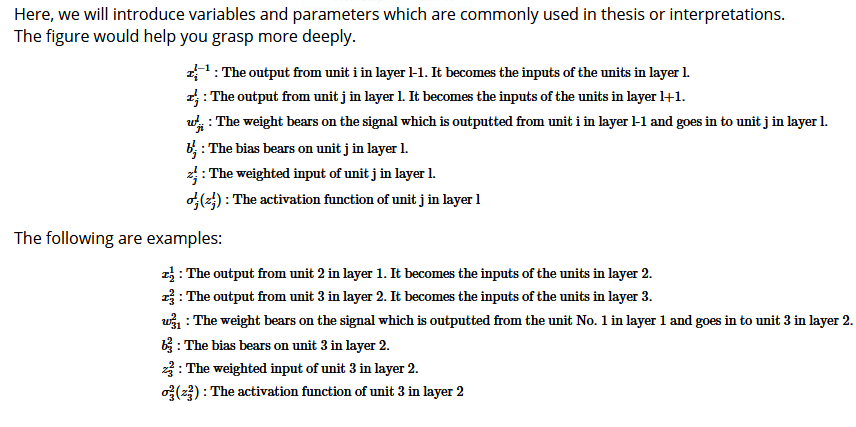 Here, we will introduce variables and parameters which are commonly used in thesis or interpretations.
The figure would help you grasp more deeply.
x_i^{l-1} : The output from unit i in layer l-1. It becomes the inputs of the units in layer l.
x_j^l : The output from unit j in layer l. It becomes the inputs of the units in layer l+1.
w_{ji}^l : The weight bears on the signal which is outputted from unit i in layer l-1 and goes in to unit j in layer l.
b_j^l : The bias bears on unit j in layer l.
z_j^l : The weighted input of unit j in layer l.
σ_j^l(z_j^l) : The activation function of unit j in layer l
The following are examples:
x_2^1 : The output from unit 2 in layer 1. It becomes the inputs of the units in layer 2.
x_3^2 : The output from unit 3 in layer 2. It becomes the inputs of the units in layer 3.
w_{31}^2 : The weight bears on the signal which is outputted from the unit No. 1 in layer 1 and goes in to unit 3 in layer 2.
b_3^2 : The bias bears on unit 3 in layer 2.
z_3^2 : The weighted input of unit 3 in layer 2.
σ_3^2(z_3^2) : The activation function of unit 3 in layer 2